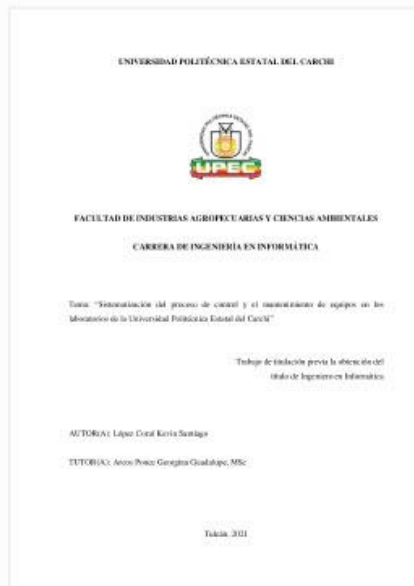 UNIVERSIDAD POLITÉCNICA ESTATAL DEL CARCHI
UPEC
FACULTAD DE INDUSTRIAS AGROPECUARIAS Y CIENCIAS AMBIENTALES
CARRERA DE INGENIERÍA EN INFORMÁTICA
Tema: “Sistematización del proceso de control y el mantenimiento de equipos en los
laboratorios de la Universidad Politécnica Estatal del Carchi”
Trabajo de titulación previa la obtención del
título de Ingeniero en Informática
AUTOR(A): López Coral Kevin Santiago
TUTOR(A): Arcos Ponce Georgina Guadalupe, MSc
Tulcán, 2021